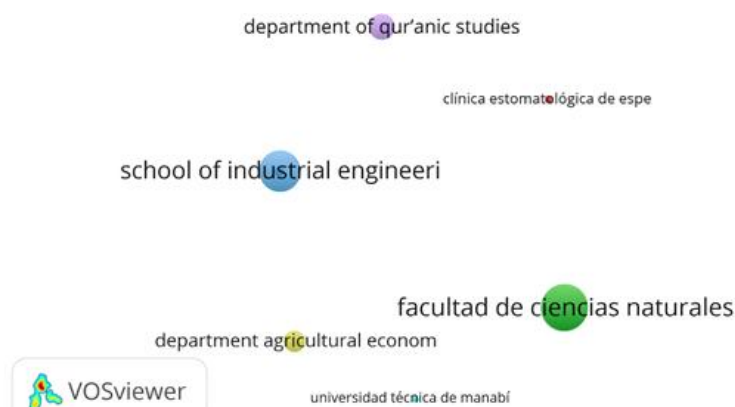 department of qur’anic studies
clínica estomatológica de espe
school of industrial engineeri
facultad de ciencias naturales
department agricultural econom
universidad técnica de manabí
VOSviewer